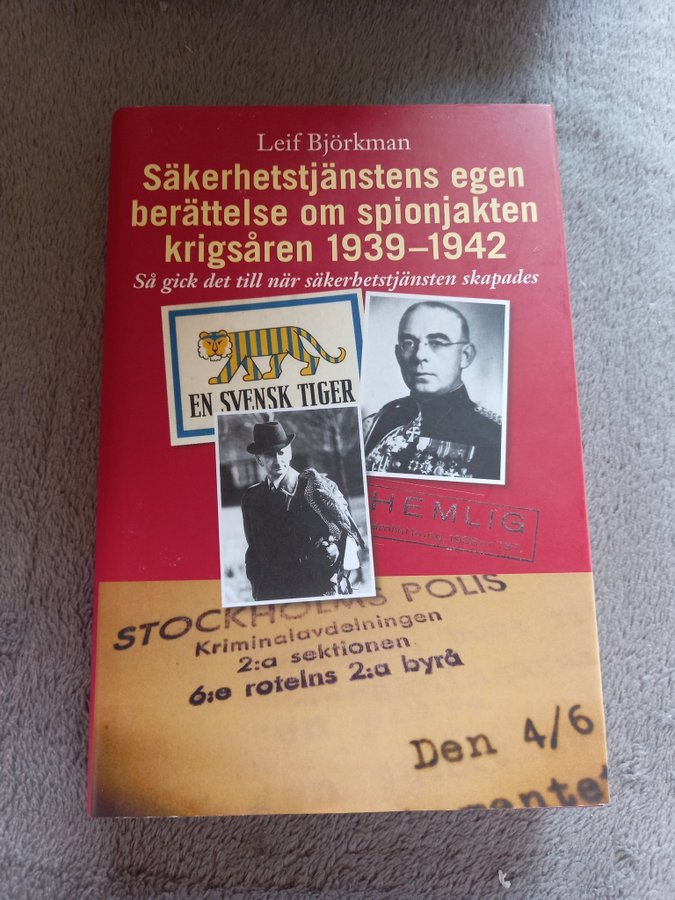 Leif Björkman
Säkerhetstjänstens egen
berättelse om spionjakten
krigsåren 1939–1942
Så gick det till när säkerhetstjänsten skapades
EN SVENSK TIGER
HEMLIG
STOCKHOLMS POLIS
Kriminalavdelningen
2:a sektionen
6:e rotelns 2:a byrå
Den 4/6